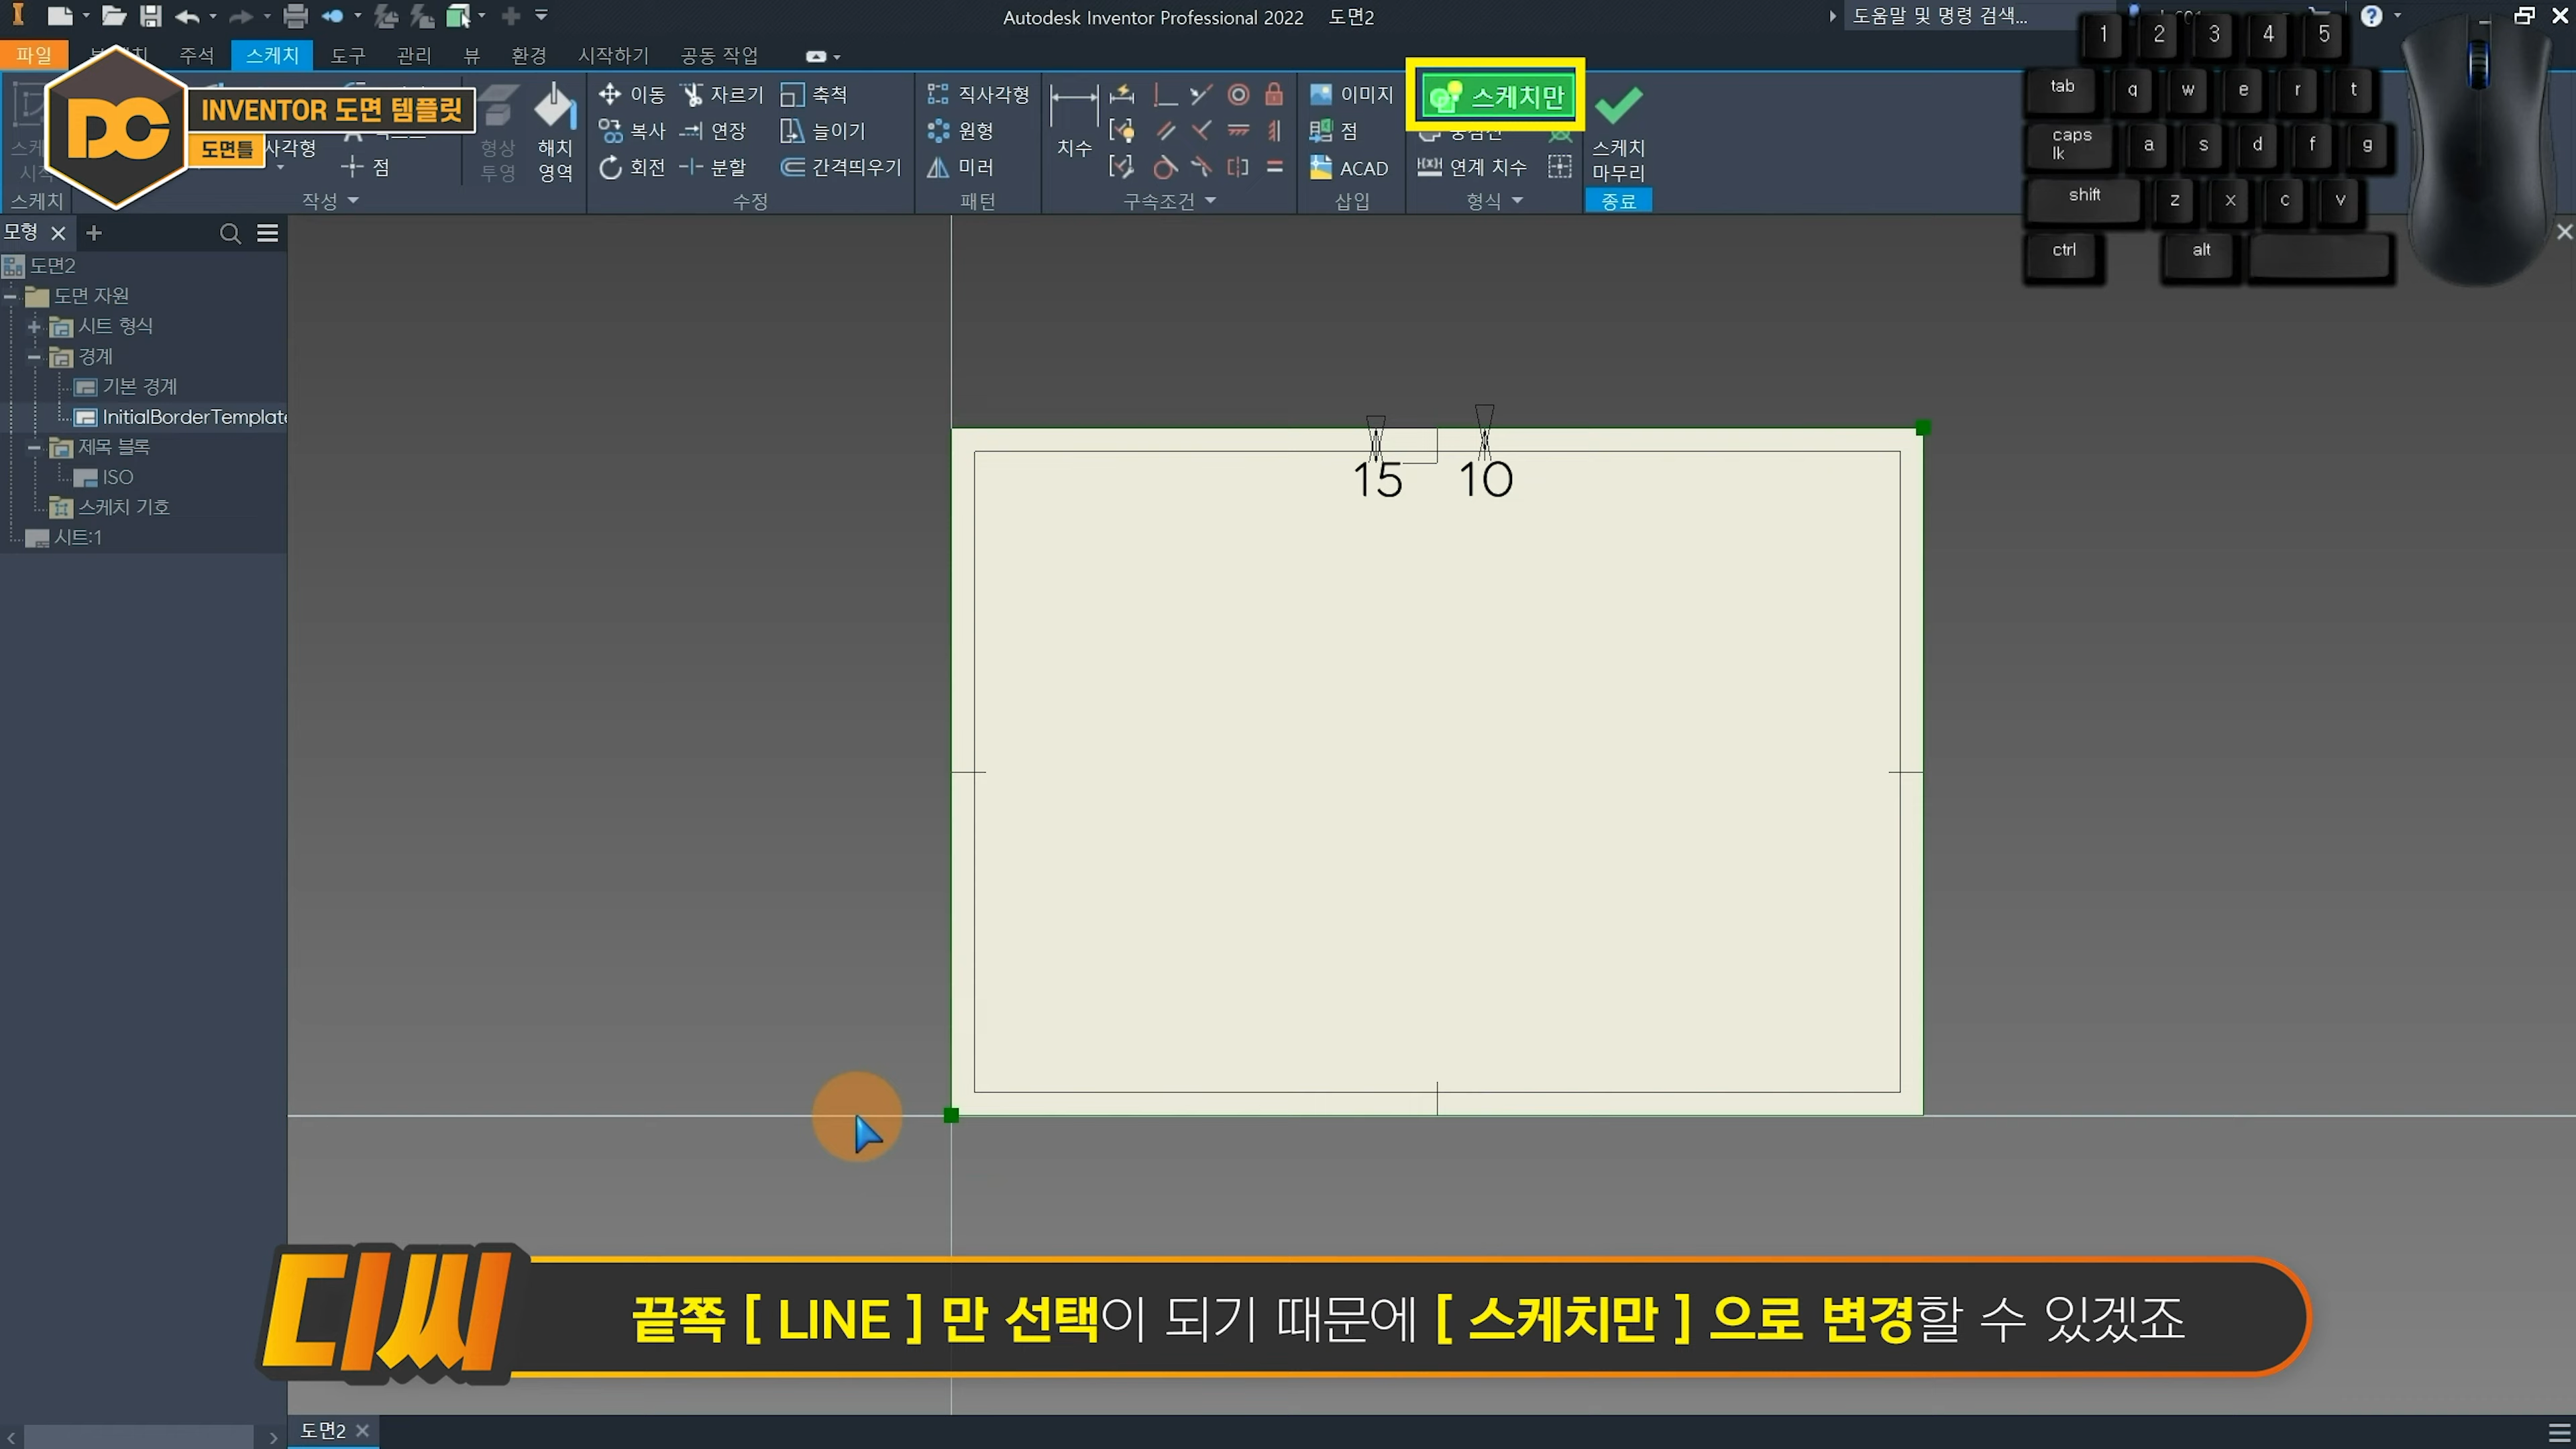 Autodesk Inventor Professional 2022 도면2
도움말 및 명령 검색...
파일 주석 스케치 도구 관리 뷰 환경 시작하기 공동 작업
DC
INVENTOR 도면 템플릿
도면틀
사각형
점
형상
투영
해치
영역
이동 자르기 축척
복사 연장 늘이기
회전 분할 간격띄우기
직사각형
원형
미러
치수
이미지
점
ACAD
스케치만
중심선
연계 치수
스케치
마무리
스케치 작성 수정 패턴 구속조건 삽입 형식 종료
1 2 3 4 5
tab q w e r t
caps
lk
a s d f g
shift z x c v
ctrl alt
모형
도면2
도면 자원
시트 형식
경계
기본 경계
InitialBorderTemplate
제목 블록
ISO
스케치 기호
시트:1
15 10
디씨
끝쪽 [ LINE ] 만 선택이 되기 때문에 [ 스케치만 ] 으로 변경할 수 있겠죠
도면2